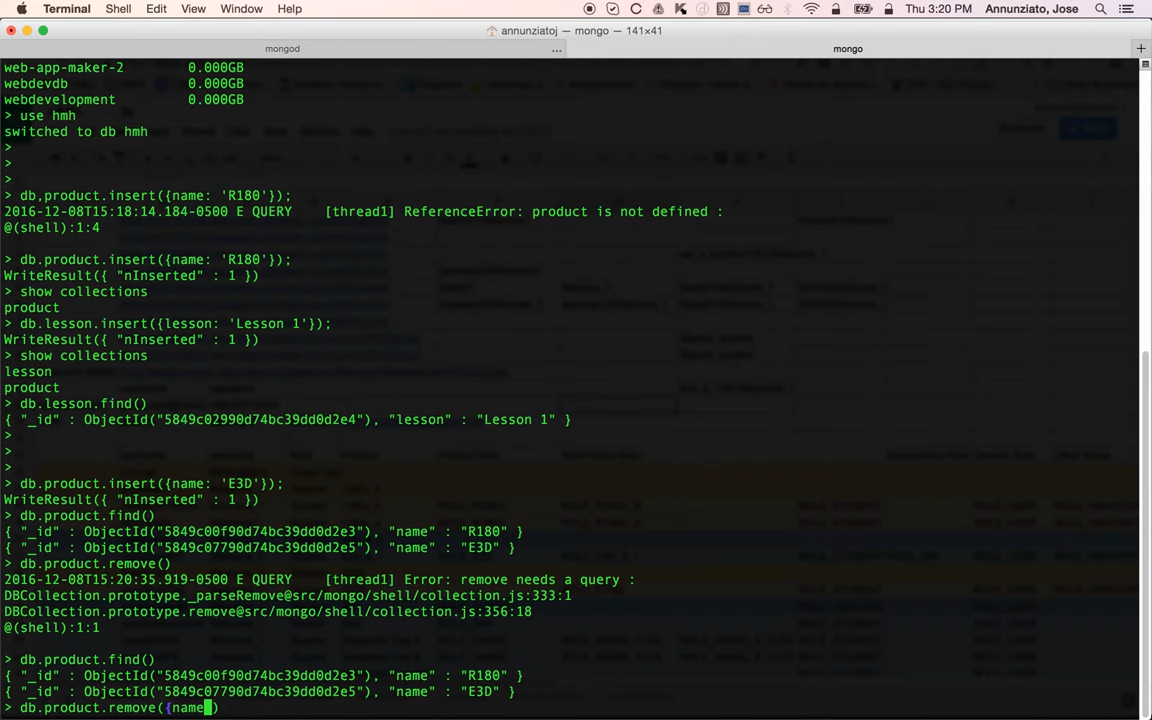 Terminal Shell Edit View Window Help Thu 3:20 PM Annunziato, Jose
annunziatoj — mongo — 141×41
mongod ... mongo +
web-app-maker-2 0.000GB
webdevdb 0.000GB
webdevelopment 0.000GB
> use hmh
switched to db hmh
>
>
>
> db,product.insert({name: 'R180'});
2016-12-08T15:18:14.184-0500 E QUERY [thread1] ReferenceError: product is not defined :
@(shell):1:4
> db.product.insert({name: 'R180'});
WriteResult({ "nInserted" : 1 })
> show collections
product
> db.lesson.insert({lesson: 'Lesson 1'});
WriteResult({ "nInserted" : 1 })
> show collections
lesson
product
> db.lesson.find()
{ "_id" : ObjectId("5849c02990d74bc39dd0d2e4"), "lesson" : "Lesson 1" }
>
>
>
> db.product.insert({name: 'E3D'});
WriteResult({ "nInserted" : 1 })
> db.product.find()
{ "_id" : ObjectId("5849c00f90d74bc39dd0d2e3"), "name" : "R180" }
{ "_id" : ObjectId("5849c07790d74bc39dd0d2e5"), "name" : "E3D" }
> db.product.remove()
2016-12-08T15:20:35.919-0500 E QUERY [thread1] Error: remove needs a query :
DBCollection.prototype._parseRemove@src/mongo/shell/collection.js:333:1
DBCollection.prototype.remove@src/mongo/shell/collection.js:356:18
@(shell):1:1
> db.product.find()
{ "_id" : ObjectId("5849c00f90d74bc39dd0d2e3"), "name" : "R180" }
{ "_id" : ObjectId("5849c07790d74bc39dd0d2e5"), "name" : "E3D" }
> db.product.remove({name)